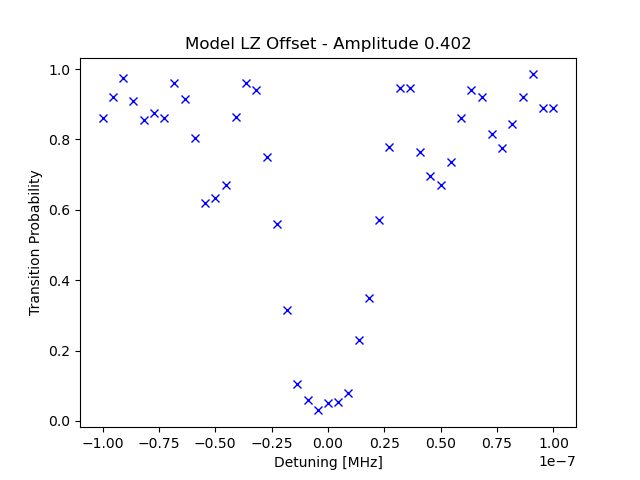 Model LZ Offset - Amplitude 0.402
Transition Probability
1.0
0.8
0.6
0.4
0.2
0.0
−1.00 −0.75 −0.50 −0.25 0.00 0.25 0.50 0.75 1.00
1e−7
Detuning [MHz]